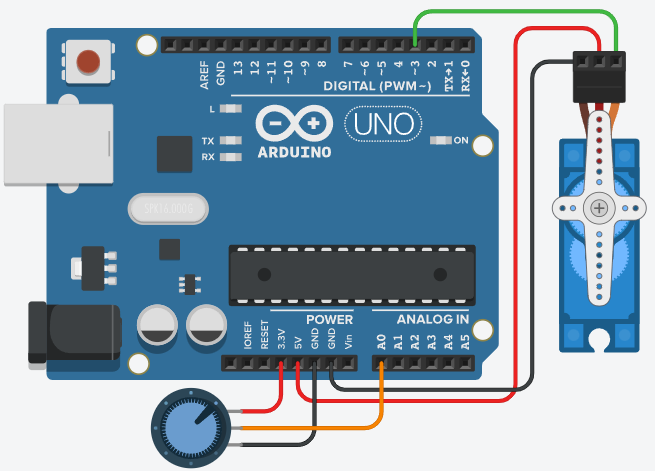 AREF
GND
13
12
~11
~10
~9
8
7
~6
~5
4
~3
2
TX→1
RX←0
DIGITAL (PWM~)
L
TX
RX
ARDUINO
UNO
ON
IOREF
RESET
3.3V
5V
GND
GND
Vin
POWER
ANALOG IN
A0
A1
A2
A3
A4
A5